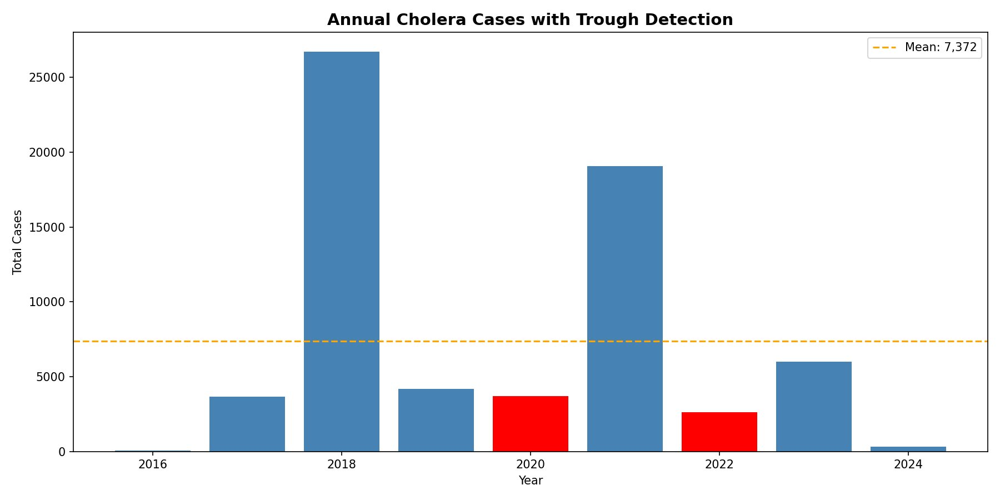 Annual Cholera Cases with Trough Detection
Mean: 7,372
Total Cases
25000
20000
15000
10000
5000
0
2016
2018
2020
2022
2024
Year